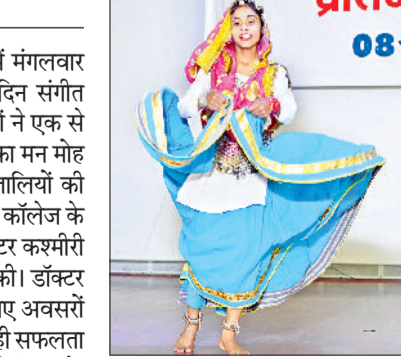 में मंगलवार
दिन संगीत
ों ने एक से
का मन मोह
तालियों की
कॉलेज के
टर कश्मीरी
की। डॉक्टर
ए अवसरों
ही सफलता
08